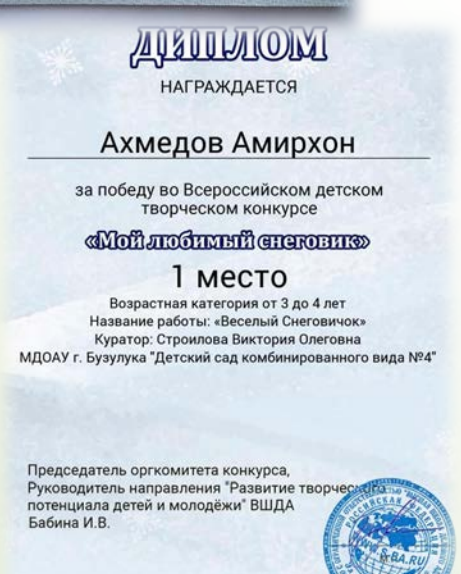 ДИПЛОМ
НАГРАЖДАЕТСЯ
Ахмедов Амирхон
за победу во Всероссийском детском
творческом конкурсе
«Мой любимый снеговик»
1 место
Возрастная категория от 3 до 4 лет
Название работы: «Веселый Снеговичок»
Куратор: Строилова Виктория Олеговна
МДОАУ г. Бузулука "Детский сад комбинированного вида №4"
Председатель оргкомитета конкурса,
Руководитель направления "Развитие творческого
потенциала детей и молодёжи" ВШДА
Бабина И.В.
РОССИЙСКАЯ ФЕДЕРАЦИЯ